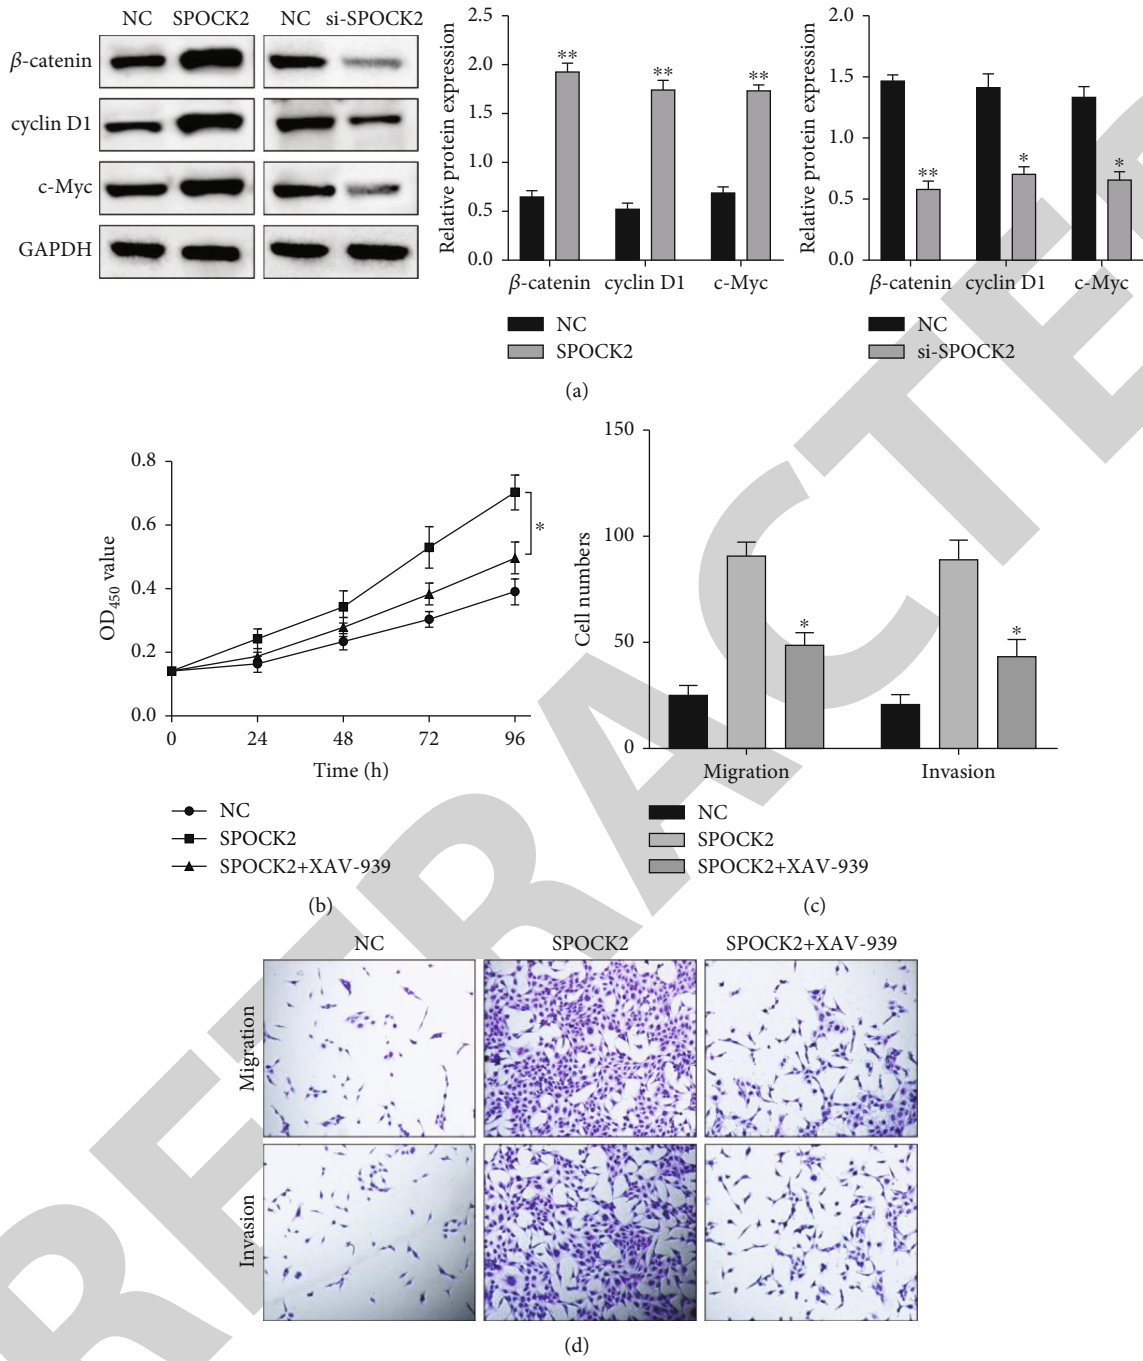 NC SPOCK2 NC si-SPOCK2
β-catenin
cyclin D1
c-Myc
GAPDH
Relative protein expression
2.5
2.0
1.5
1.0
0.5
0.0
** ** **
β-catenin cyclin D1 c-Myc
NC
SPOCK2
Relative protein expression
2.0
1.5
1.0
0.5
0.0
** * *
β-catenin cyclin D1 c-Myc
NC
si-SPOCK2
(a)
OD450 value
0.8
0.6
0.4
0.2
0.0
*
0 24 48 72 96
Time (h)
NC
SPOCK2
SPOCK2+XAV-939
(b)
Cell numbers
150
100
50
0
* *
Migration Invasion
NC
SPOCK2
SPOCK2+XAV-939
(c)
NC SPOCK2 SPOCK2+XAV-939
Migration
Invasion
(d)
RETRACTE